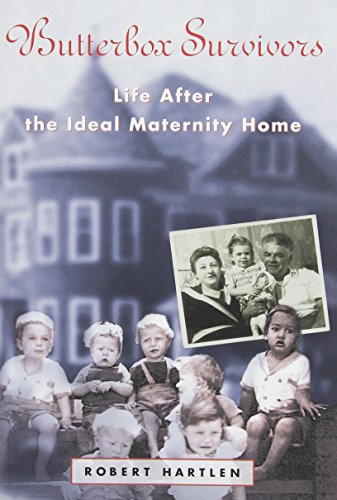 Butterbox Survivors
Life After
the Ideal Maternity Home
ROBERT HARTLEN